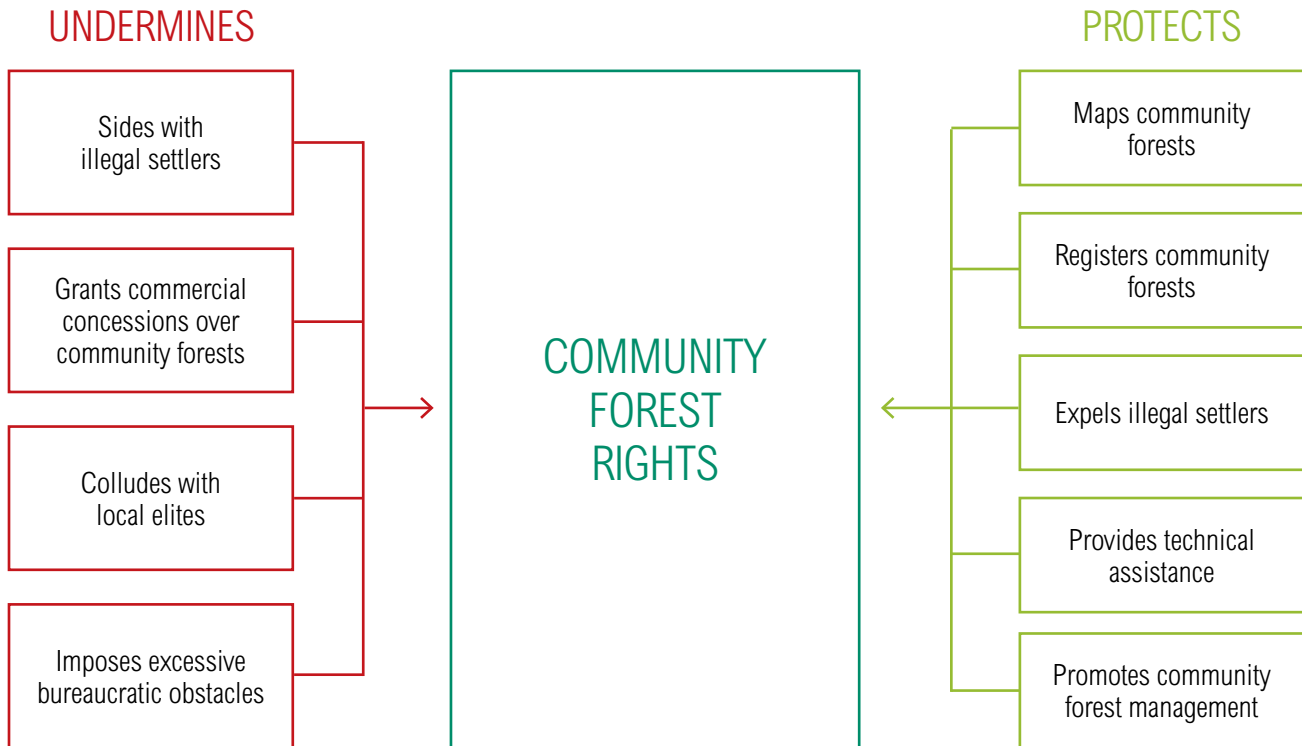 UNDERMINES
Sides with
illegal settlers
Grants commercial
concessions over
community forests
Colludes with
local elites
Imposes excessive
bureaucratic obstacles
COMMUNITY
FOREST
RIGHTS
PROTECTS
Maps community
forests
Registers community
forests
Expels illegal settlers
Provides technical
assistance
Promotes community
forest management